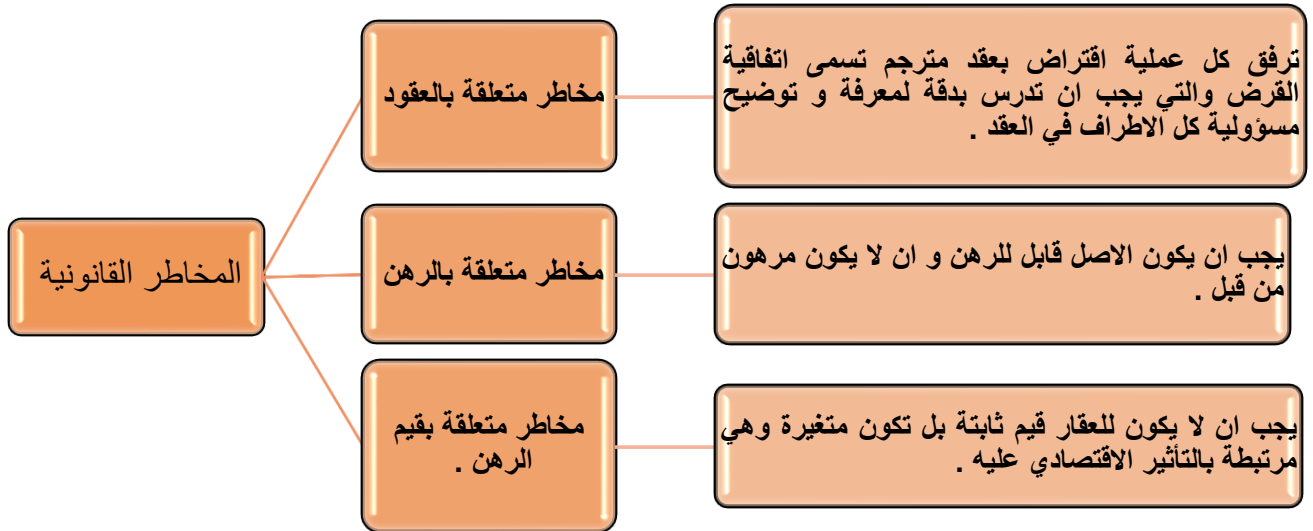 ترفق كل عملية اقتراض بعقد مترجم تسمى اتفاقية
القرض والتي يجب ان تدرس بدقة لمعرفة و توضيح
مسؤولية كل الاطراف في العقد .
مخاطر متعلقة بالعقود
المخاطر القانونية
مخاطر متعلقة بالرهن
يجب ان يكون الاصل قابل للرهن و ان لا يكون مرهون
من قبل .
مخاطر متعلقة بقيم
الرهن .
يجب ان لا يكون للعقار قيم ثابتة بل تكون متغيرة وهي
مرتبطة بالتأثير الاقتصادي عليه .